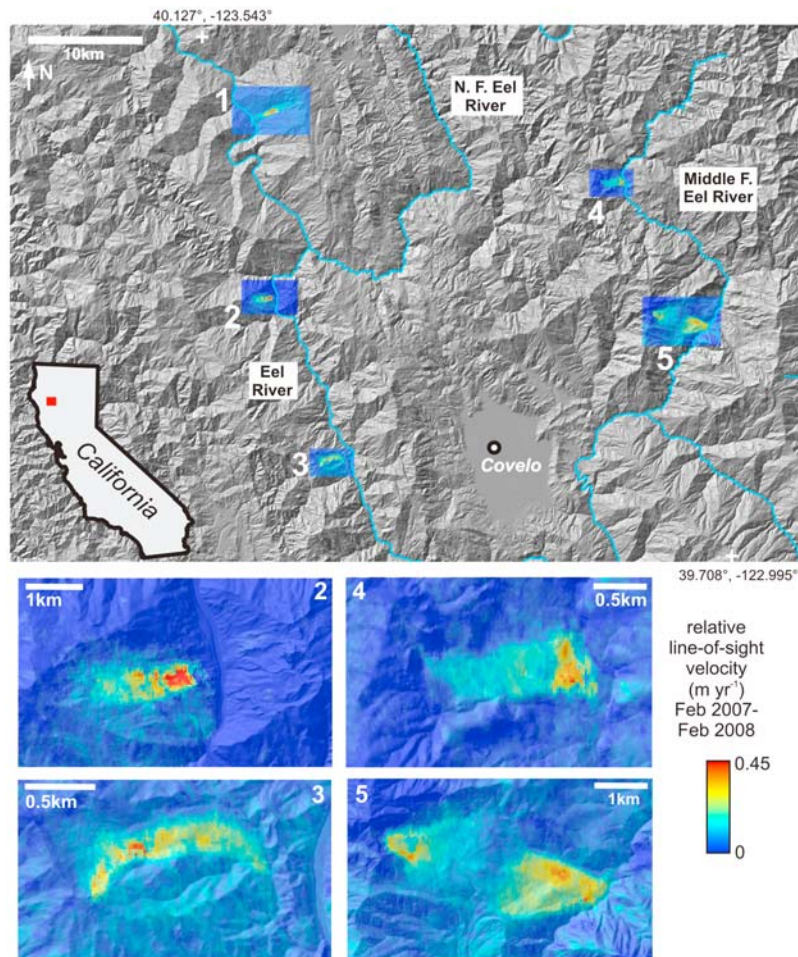 40.127°, -123.543°
10km
N
1
N. F. Eel
River
4
Middle F.
Eel River
2
5
Eel
River
3
Covelo
California
39.708°, -122.995°
1km
2
4
0.5km
0.5km
3
5
1km
relative
line-of-sight
velocity
(m yr-1)
Feb 2007-
Feb 2008
0.45
0